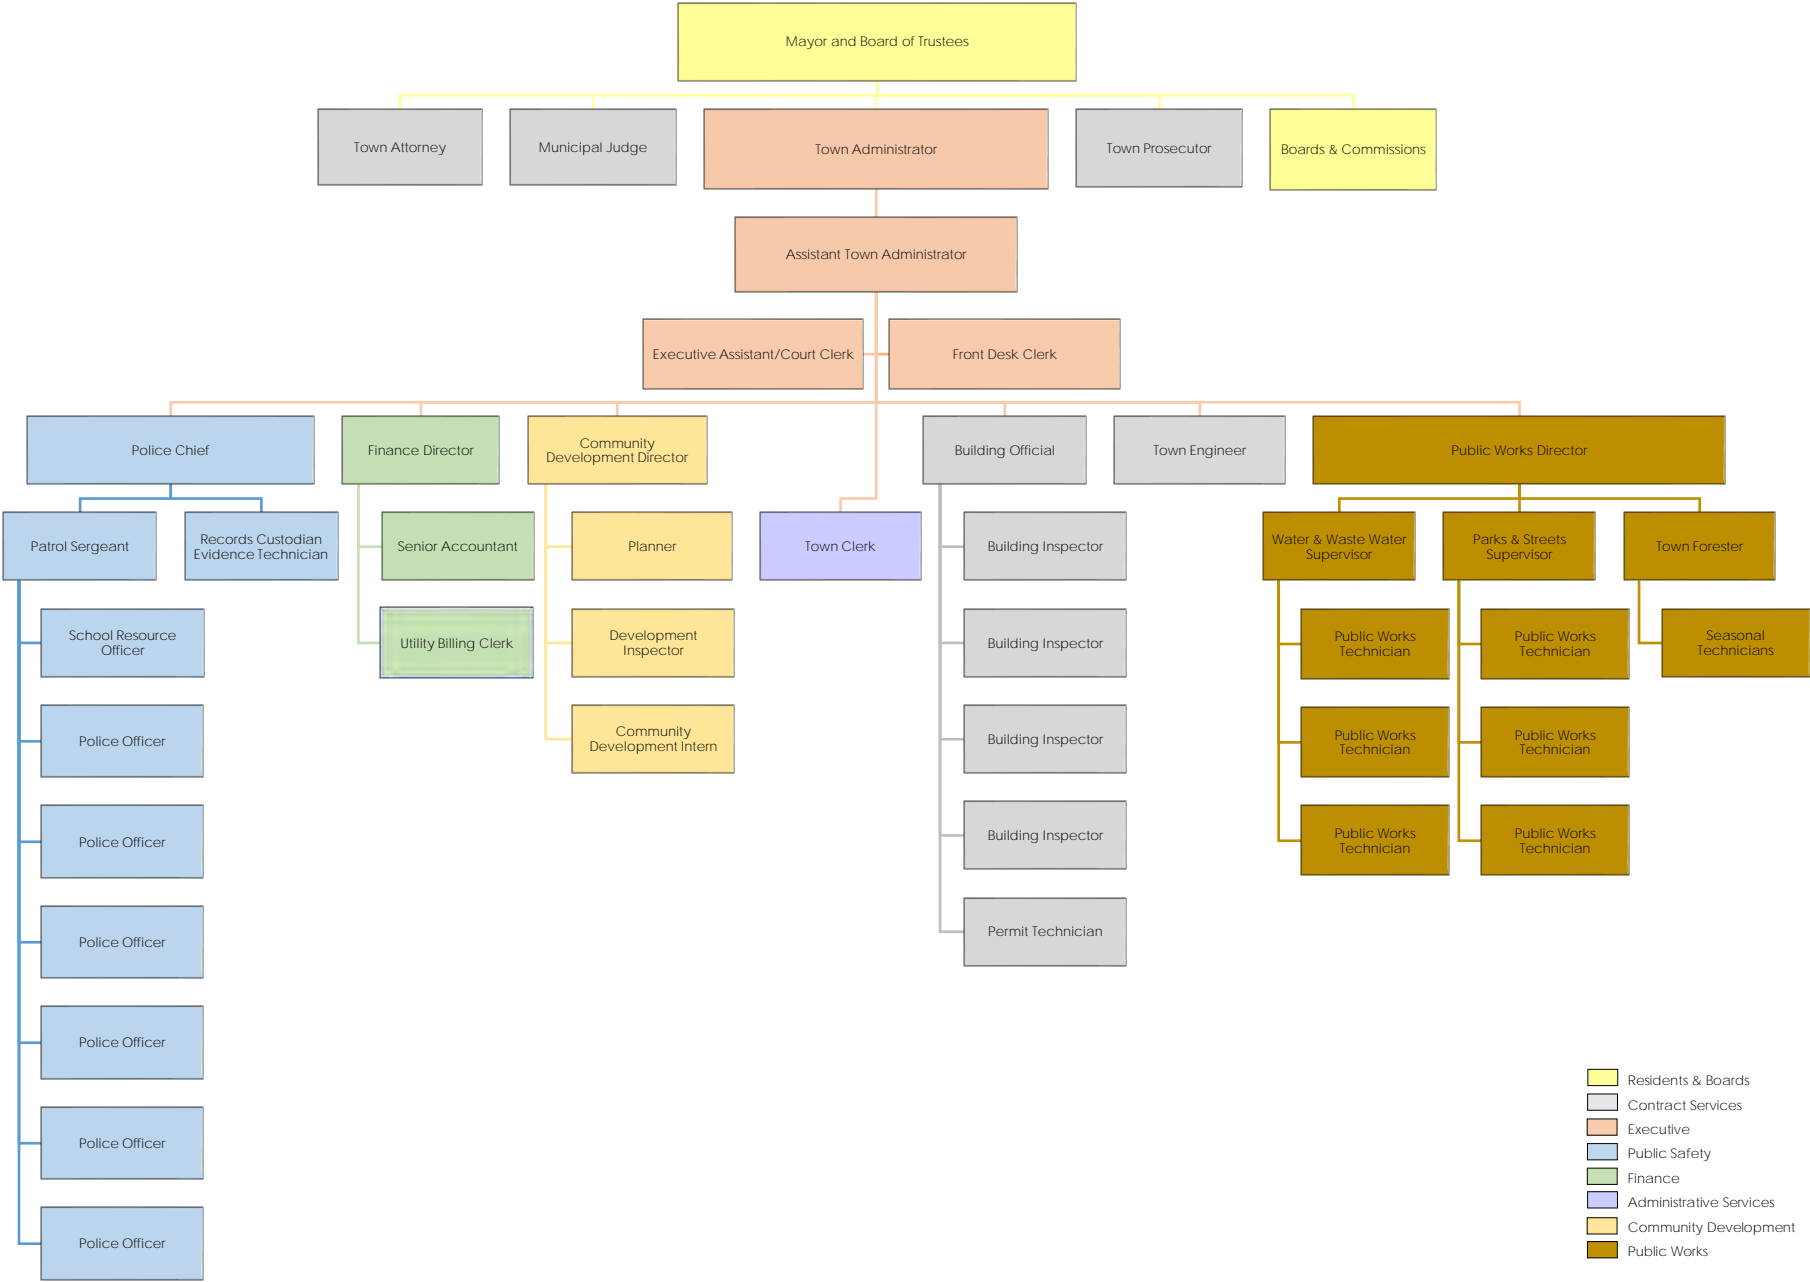 Mayor and Board of Trustees
Town Attorney
Municipal Judge
Town Administrator
Town Prosecutor
Boards & Commissions
Assistant Town Administrator
Executive Assistant/Court Clerk
Front Desk Clerk
Police Chief
Finance Director
Community
Development Director
Building Official
Town Engineer
Public Works Director
Patrol Sergeant
Records Custodian
Evidence Technician
Senior Accountant
Planner
Town Clerk
Building Inspector
Water & Waste Water
Supervisor
Parks & Streets
Supervisor
Town Forester
School Resource
Officer
Utility Billing Clerk
Development
Inspector
Building Inspector
Public Works
Technician
Public Works
Technician
Seasonal
Technicians
Police Officer
Community
Development Intern
Building Inspector
Public Works
Technician
Public Works
Technician
Police Officer
Building Inspector
Public Works
Technician
Public Works
Technician
Police Officer
Permit Technician
Police Officer
Police Officer
Police Officer
Residents & Boards
Contract Services
Executive
Public Safety
Finance
Administrative Services
Community Development
Public Works